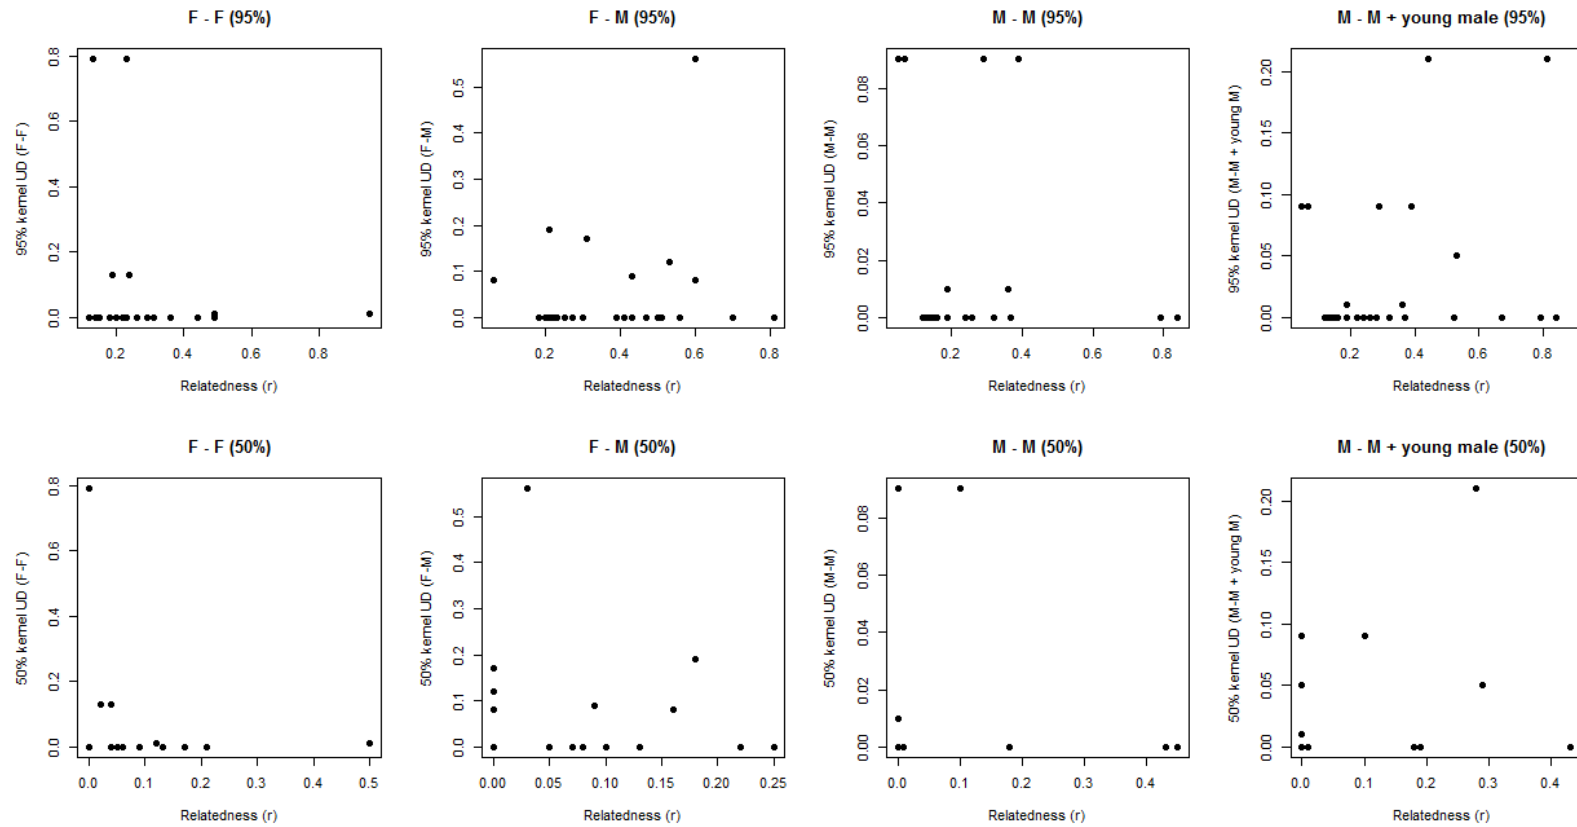 F - F (95%)
95% kernel UD (F-F)
0.0 0.2 0.4 0.6 0.8
0.2 0.4 0.6 0.8
Relatedness (r)
F - M (95%)
95% kernel UD (F-M)
0.0 0.1 0.2 0.3 0.4 0.5
0.2 0.4 0.6 0.8
Relatedness (r)
M - M (95%)
95% kernel UD (M-M)
0.00 0.02 0.04 0.06 0.08
0.2 0.4 0.6 0.8
Relatedness (r)
M - M + young male (95%)
95% kernel UD (M-M + young M)
0.00 0.05 0.10 0.15 0.20
0.2 0.4 0.6 0.8
Relatedness (r)
F - F (50%)
50% kernel UD (F-F)
0.0 0.2 0.4 0.6 0.8
0.0 0.1 0.2 0.3 0.4 0.5
Relatedness (r)
F - M (50%)
50% kernel UD (F-M)
0.0 0.1 0.2 0.3 0.4 0.5
0.00 0.05 0.10 0.15 0.20 0.25
Relatedness (r)
M - M (50%)
50% kernel UD (M-M)
0.00 0.02 0.04 0.06 0.08
0.0 0.1 0.2 0.3 0.4
Relatedness (r)
M - M + young male (50%)
50% kernel UD (M-M + young M)
0.00 0.05 0.10 0.15 0.20
0.0 0.1 0.2 0.3 0.4
Relatedness (r)